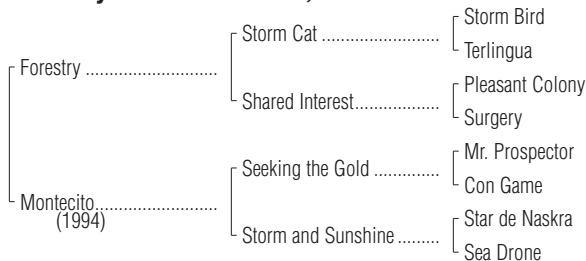 Storm Bird
Storm Cat ............................
Terlingua
Forestry ...............................
Pleasant Colony
Shared Interest....................
Surgery
Mr. Prospector
Seeking the Gold ................
Con Game
Montecito.............................
(1994)
Star de Naskra
Storm and Sunshine ..........
Sea Drone